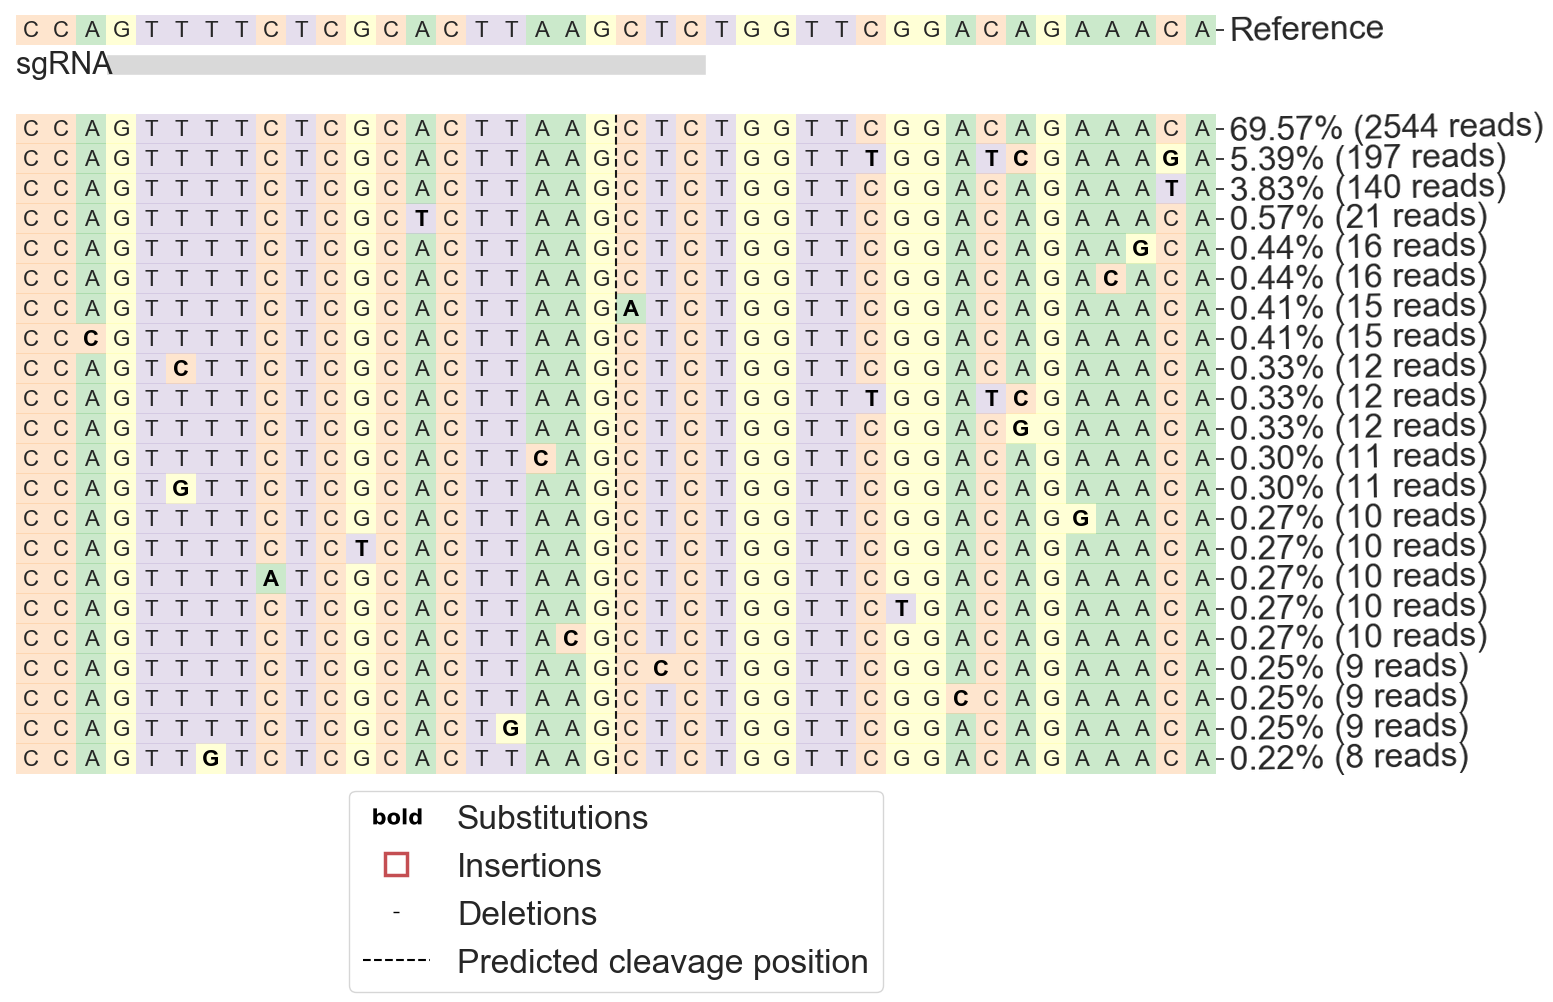 C C A G T T T T C T C G C A C T T A A G C T C T G G T T C G G A C A G A A A C A - Reference
sgRNA
C C A G T T T T C T C G C A C T T A A G C T C T G G T T C G G A C A G A A A C A - 69.57% (2544 reads)
C C A G T T T T C T C G C A C T T A A G C T C T G G T T T G G A T C G A A A G A - 5.39% (197 reads)
C C A G T T T T C T C G C A C T T A A G C T C T G G T T C G G A C A G A A A T A - 3.83% (140 reads)
C C A G T T T T C T C G C T C T T A A G C T C T G G T T C G G A C A G A A A C A - 0.57% (21 reads)
C C A G T T T T C T C G C A C T T A A G C T C T G G T T C G G A C A G A A G C A - 0.44% (16 reads)
C C A G T T T T C T C G C A C T T A A G C T C T G G T T C G G A C A G A C A C A - 0.44% (16 reads)
C C A G T T T T C T C G C A C T T A A G A T C T G G T T C G G A C A G A A A C A - 0.41% (15 reads)
C C C G T T T T C T C G C A C T T A A G C T C T G G T T C G G A C A G A A A C A - 0.41% (15 reads)
C C A G T C T T C T C G C A C T T A A G C T C T G G T T C G G A C A G A A A C A - 0.33% (12 reads)
C C A G T T T T C T C G C A C T T A A G C T C T G G T T T G G A T C G A A A C A - 0.33% (12 reads)
C C A G T T T T C T C G C A C T T A A G C T C T G G T T C G G A C G G A A A C A - 0.33% (12 reads)
C C A G T T T T C T C G C A C T T C A G C T C T G G T T C G G A C A G A A A C A - 0.30% (11 reads)
C C A G T G T T C T C G C A C T T A A G C T C T G G T T C G G A C A G A A A C A - 0.30% (11 reads)
C C A G T T T T C T C G C A C T T A A G C T C T G G T T C G G A C A G G A A C A - 0.27% (10 reads)
C C A G T T T T C T C T C A C T T A A G C T C T G G T T C G G A C A G A A A C A - 0.27% (10 reads)
C C A G T T T T A T C G C A C T T A A G C T C T G G T T C G G A C A G A A A C A - 0.27% (10 reads)
C C A G T T T T C T C G C A C T T A A G C T C T G G T T C T G A C A G A A A C A - 0.27% (10 reads)
C C A G T T T T C T C G C A C T T A C G C T C T G G T T C G G A C A G A A A C A - 0.27% (10 reads)
C C A G T T T T C T C G C A C T T A A G C C C T G G T T C G G A C A G A A A C A - 0.25% (9 reads)
C C A G T T T T C T C G C A C T T A A G C T C T G G T T C G G C C A G A A A C A - 0.25% (9 reads)
C C A G T T T T C T C G C A C T G A A G C T C T G G T T C G G A C A G A A A C A - 0.25% (9 reads)
C C A G T T G T C T C G C A C T T A A G C T C T G G T T C G G A C A G A A A C A - 0.22% (8 reads)
bold Substitutions
Insertions
- Deletions
Predicted cleavage position